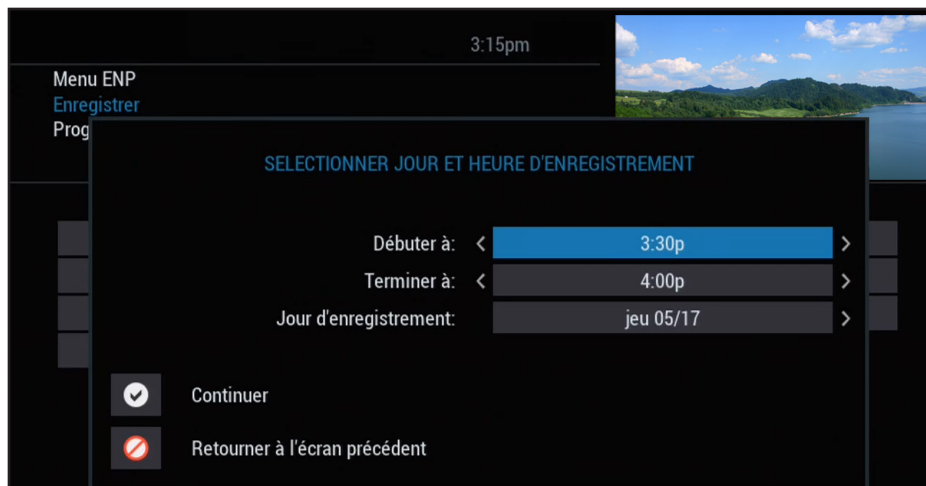 3:15pm
Menu ENP
Enregistrer
Prog
SELECTIONNER JOUR ET HEURE D'ENREGISTREMENT
Débuter à: < 3:30p >
Terminer à: < 4:00p >
Jour d'enregistrement: jeu 05/17 >
Continuer
Retourner à l'écran précédent